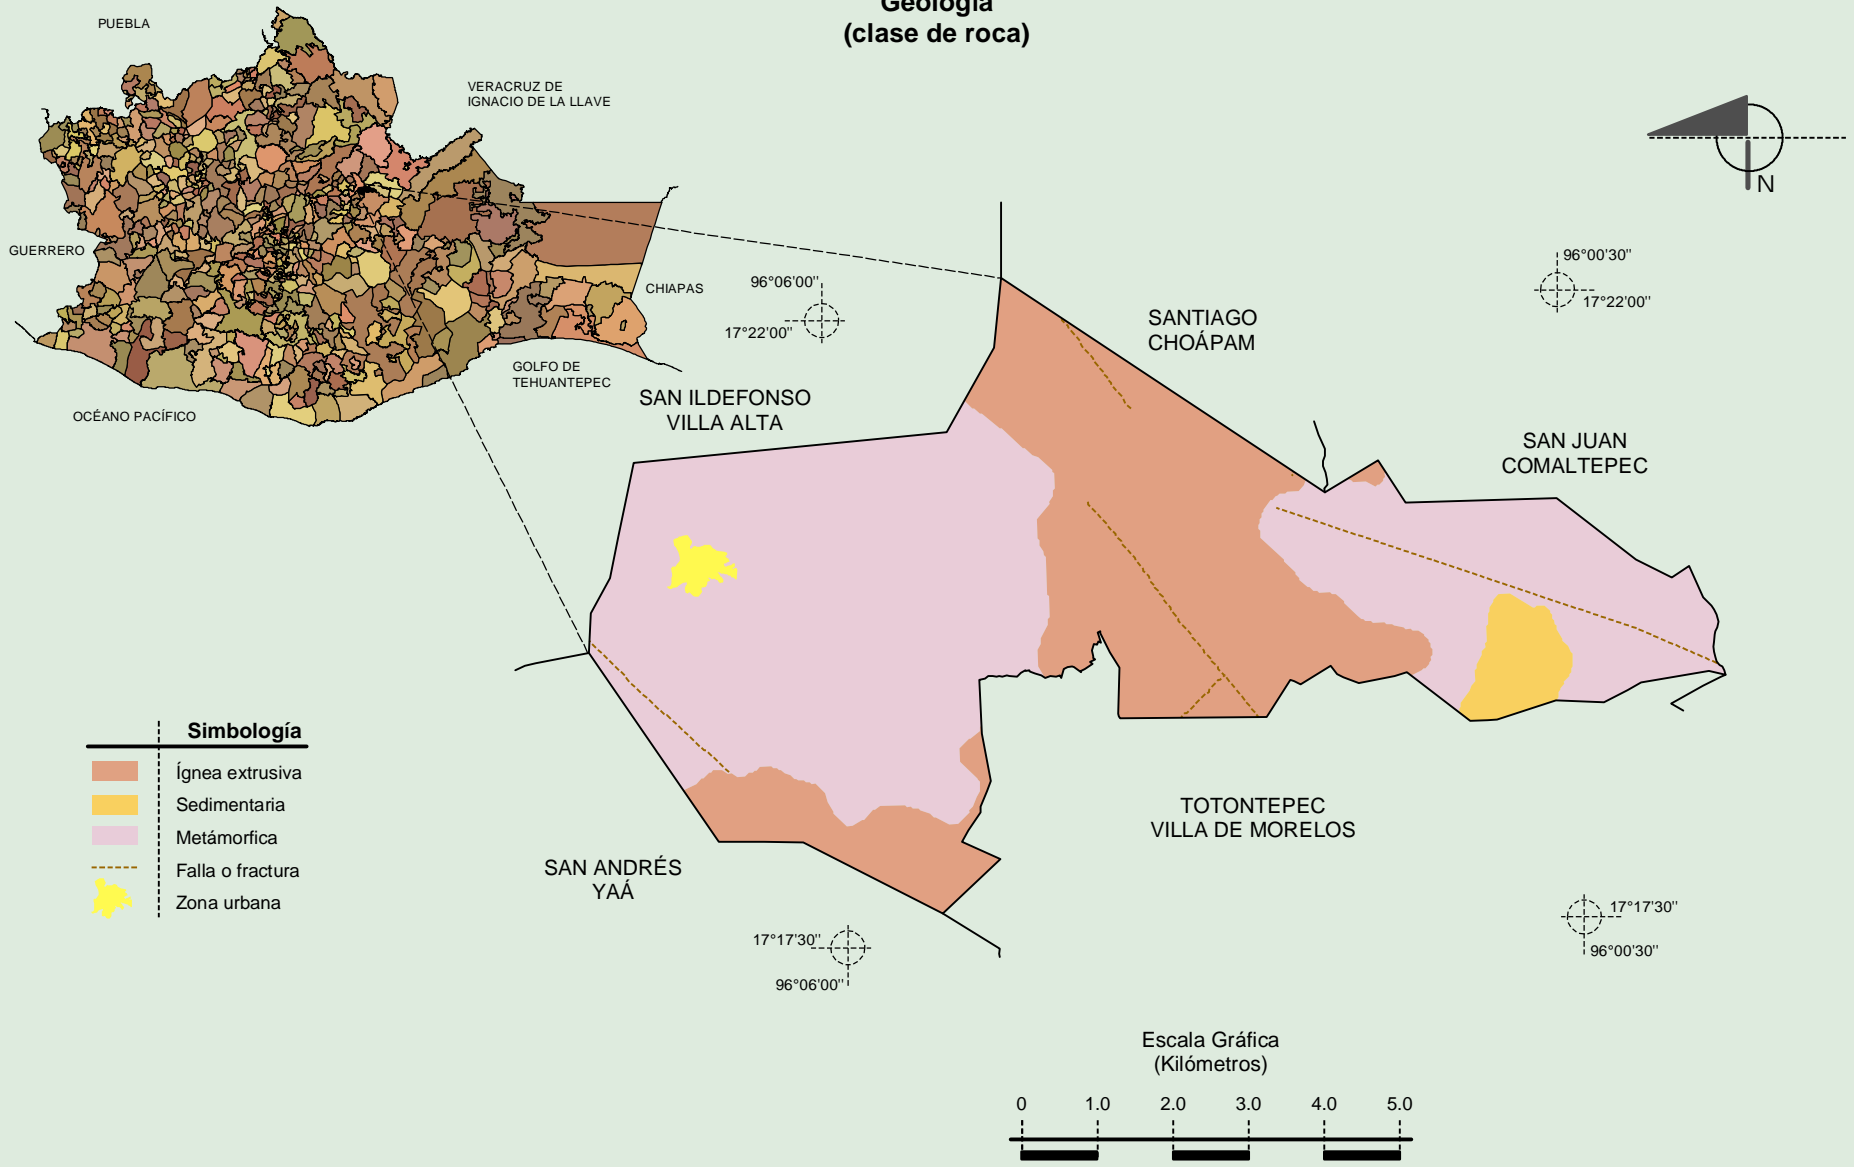 Geología
(clase de roca)
PUEBLA
VERACRUZ DE
IGNACIO DE LA LLAVE
GUERRERO
CHIAPAS
GOLFO DE
TEHUANTEPEC
OCÉANO PACÍFICO
N
96°06'00''
17°22'00''
96°00'30''
17°22'00''
SANTIAGO
CHOÁPAM
SAN ILDEFONSO
VILLA ALTA
SAN JUAN
COMALTEPEC
Simbología
Ígnea extrusiva
Sedimentaria
Metámorfica
Falla o fractura
Zona urbana
TOTONTEPEC
VILLA DE MORELOS
SAN ANDRÉS
YAÁ
17°17'30''
96°06'00''
17°17'30''
96°00'30''
Escala Gráfica
(Kilómetros)
0 1.0 2.0 3.0 4.0 5.0